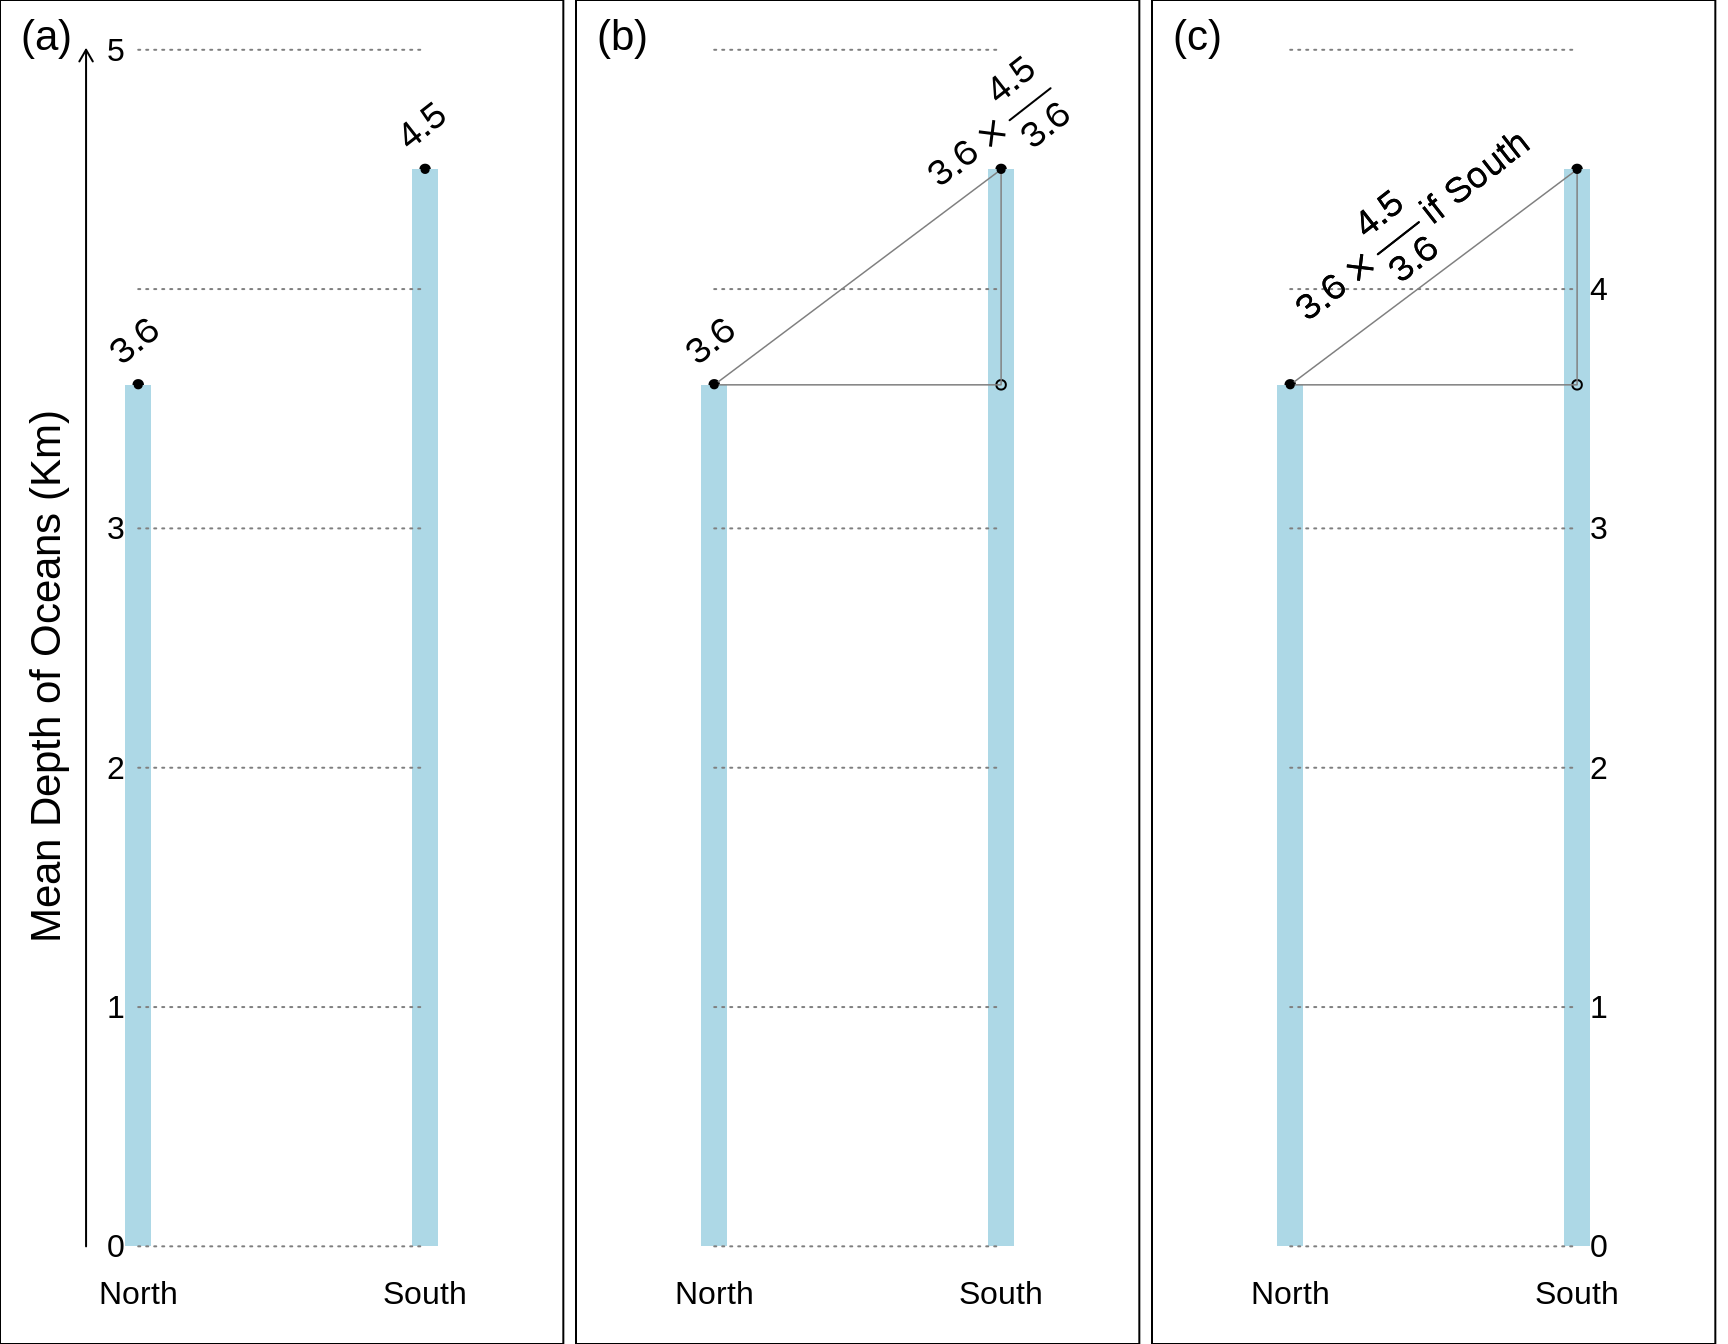 (a)
5
4.5
3.6
3
2
1
0
Mean Depth of Oceans (Km)
North South
(b)
3.6 × 4.5
3.6
3.6
North South
(c)
3.6 × 4.5 if South
3.6
4
3
2
1
0
North South